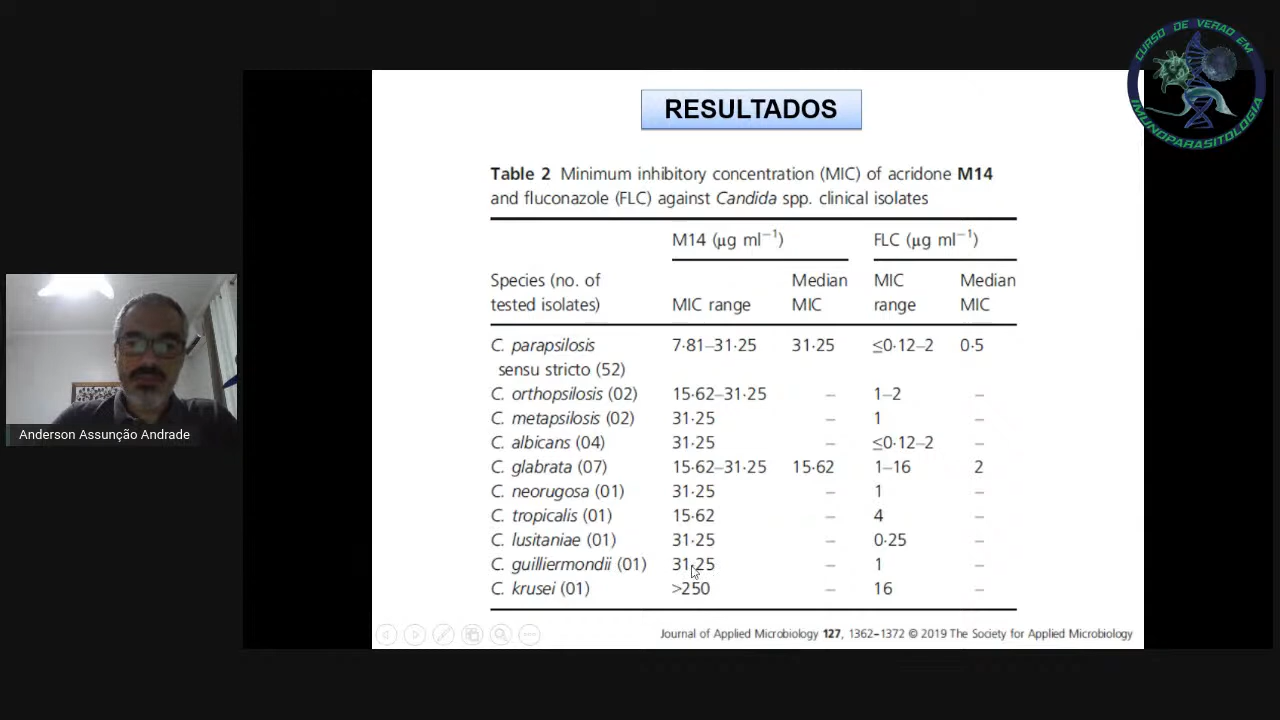 CURSO DE VERÃO EM
IMUNOPARASITOLOGIA
RESULTADOS
Table 2 Minimum inhibitory concentration (MIC) of acridone M14
and fluconazole (FLC) against Candida spp. clinical isolates
M14 (μg ml−1) FLC (μg ml−1)
Species (no. of Median MIC Median
tested isolates) MIC range MIC range MIC
C. parapsilosis 7·81–31·25 31·25 ≤0·12–2 0·5
sensu stricto (52)
C. orthopsilosis (02) 15·62–31·25 – 1–2 –
C. metapsilosis (02) 31·25 – 1 –
C. albicans (04) 31·25 – ≤0·12–2 –
C. glabrata (07) 15·62–31·25 15·62 1–16 2
C. neorugosa (01) 31·25 – 1 –
C. tropicalis (01) 15·62 – 4 –
C. lusitaniae (01) 31·25 – 0·25 –
C. guilliermondii (01) 31·25 – 1 –
C. krusei (01) >250 – 16 –
Journal of Applied Microbiology 127, 1362–1372 © 2019 The Society for Applied Microbiology
Anderson Assunção Andrade